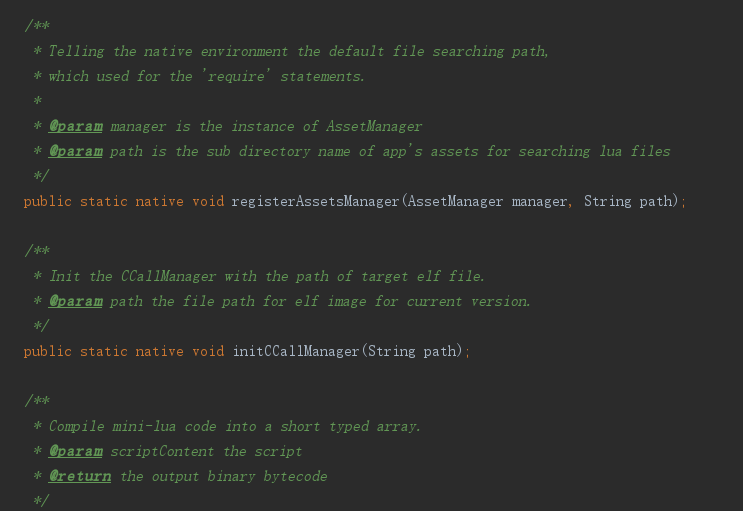 /**
 * Telling the native environment the default file searching path,
 * which used for the 'require' statements.
 *
 * @param manager is the instance of AssetManager
 * @param path is the sub directory name of app's assets for searching lua files
 */
public static native void registerAssetsManager(AssetManager manager, String path);
/**
 * Init the CCallManager with the path of target elf file.
 * @param path the file path for elf image for current version.
 */
public static native void initCCallManager(String path);
/**
 * Compile mini-lua code into a short typed array.
 * @param scriptContent the script
 * @return the output binary bytecode
 */